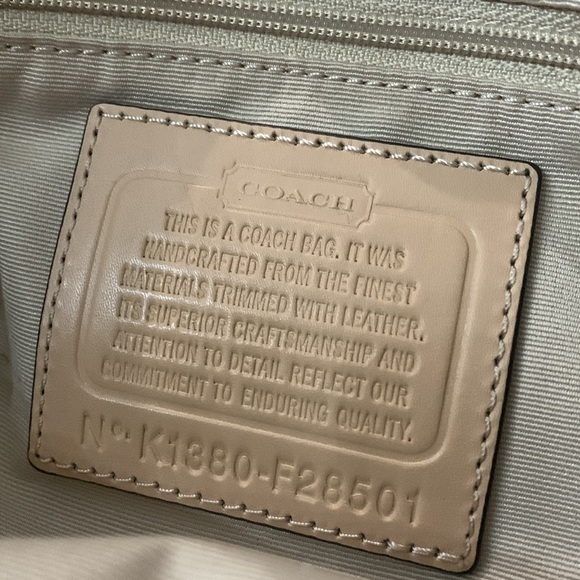 COACH
THIS IS A COACH BAG. IT WAS
HANDCRAFTED FROM THE FINEST
MATERIALS TRIMMED WITH LEATHER.
ITS SUPERIOR CRAFTSMANSHIP AND
ATTENTION TO DETAIL REFLECT OUR
COMMITMENT TO ENDURING QUALITY.
Nº. K1380-F28501